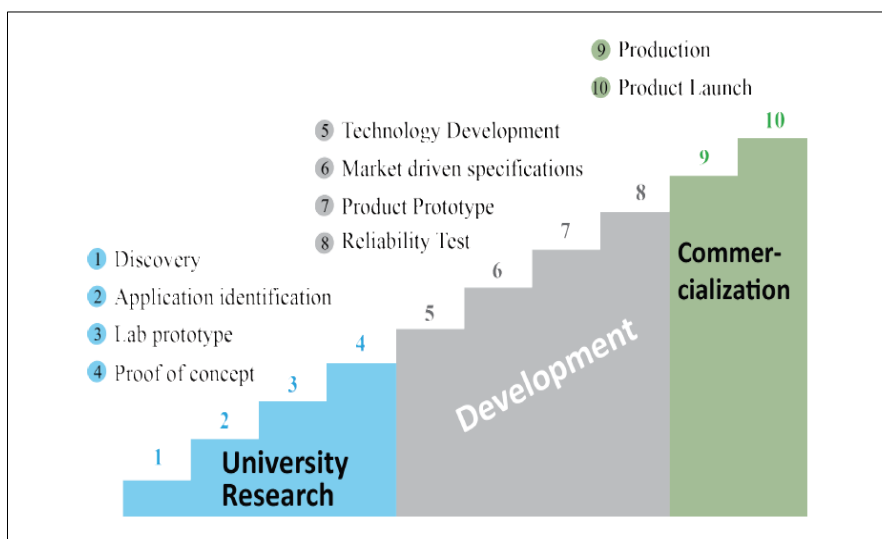 9 Production
10 Product Launch
5 Technology Development
6 Market driven specifications
7 Product Prototype
8 Reliability Test
1 Discovery
2 Application identification
3 Lab prototype
4 Proof of concept
1
2
3
4
5
6
7
8
9
10
University
Research
Development
Commer-
cialization